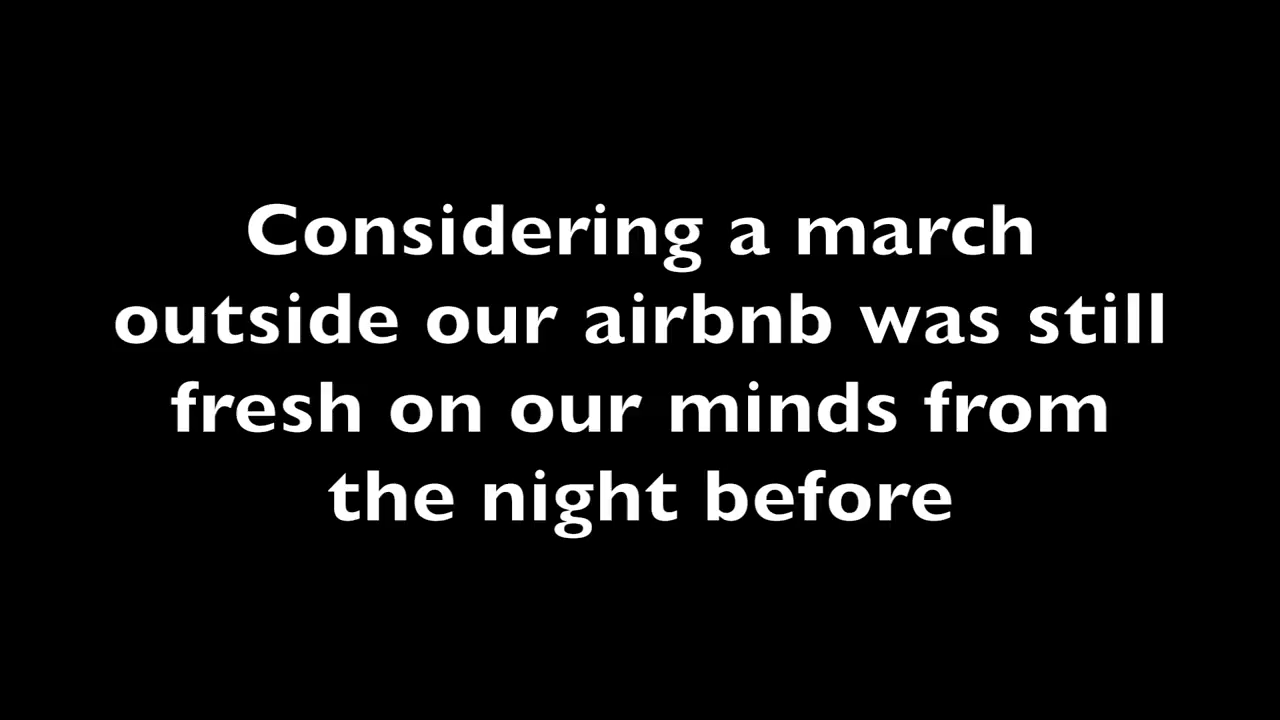 Considering a march
outside our airbnb was still
fresh on our minds from
the night before